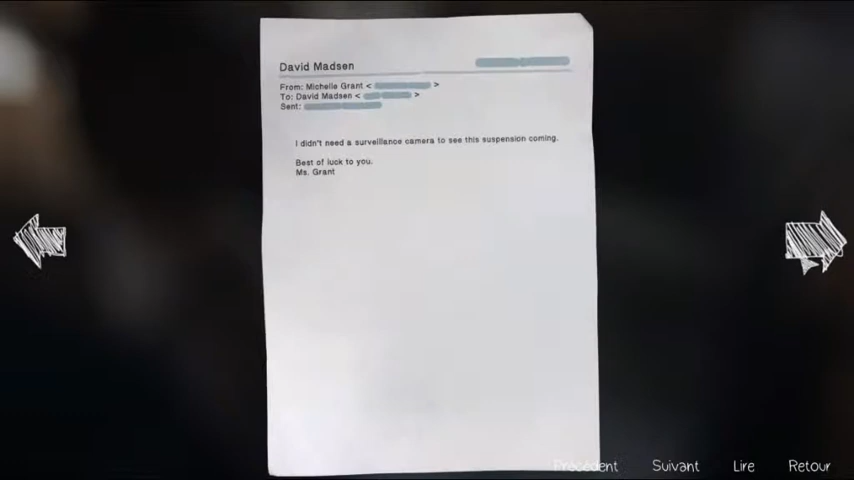 David Madsen
From: Michelle Grant < >
To: David Madsen < >
Sent:
I didn't need a surveillance camera to see this suspension coming.
Best of luck to you.
Ms. Grant
Précédent Suivant Lire Retour